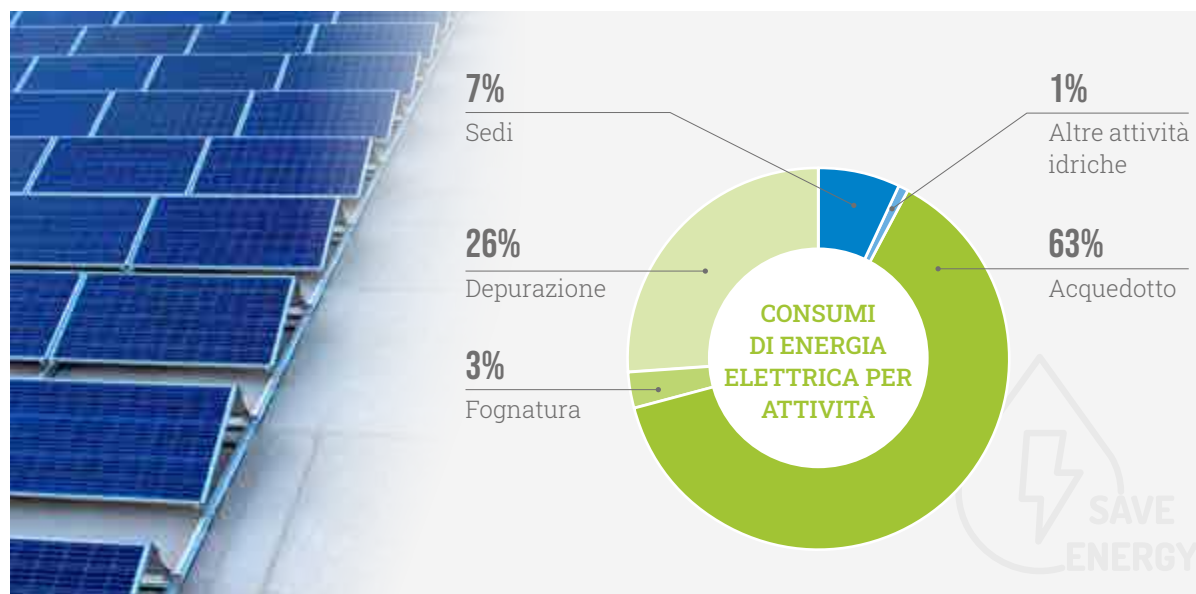 7%
Sedi
26%
Depurazione
3%
Fognatura
CONSUMI
DI ENERGIA
ELETTRICA PER
ATTIVITÀ
1%
Altre attività
idriche
63%
Acquedotto
SAVE
ENERGY